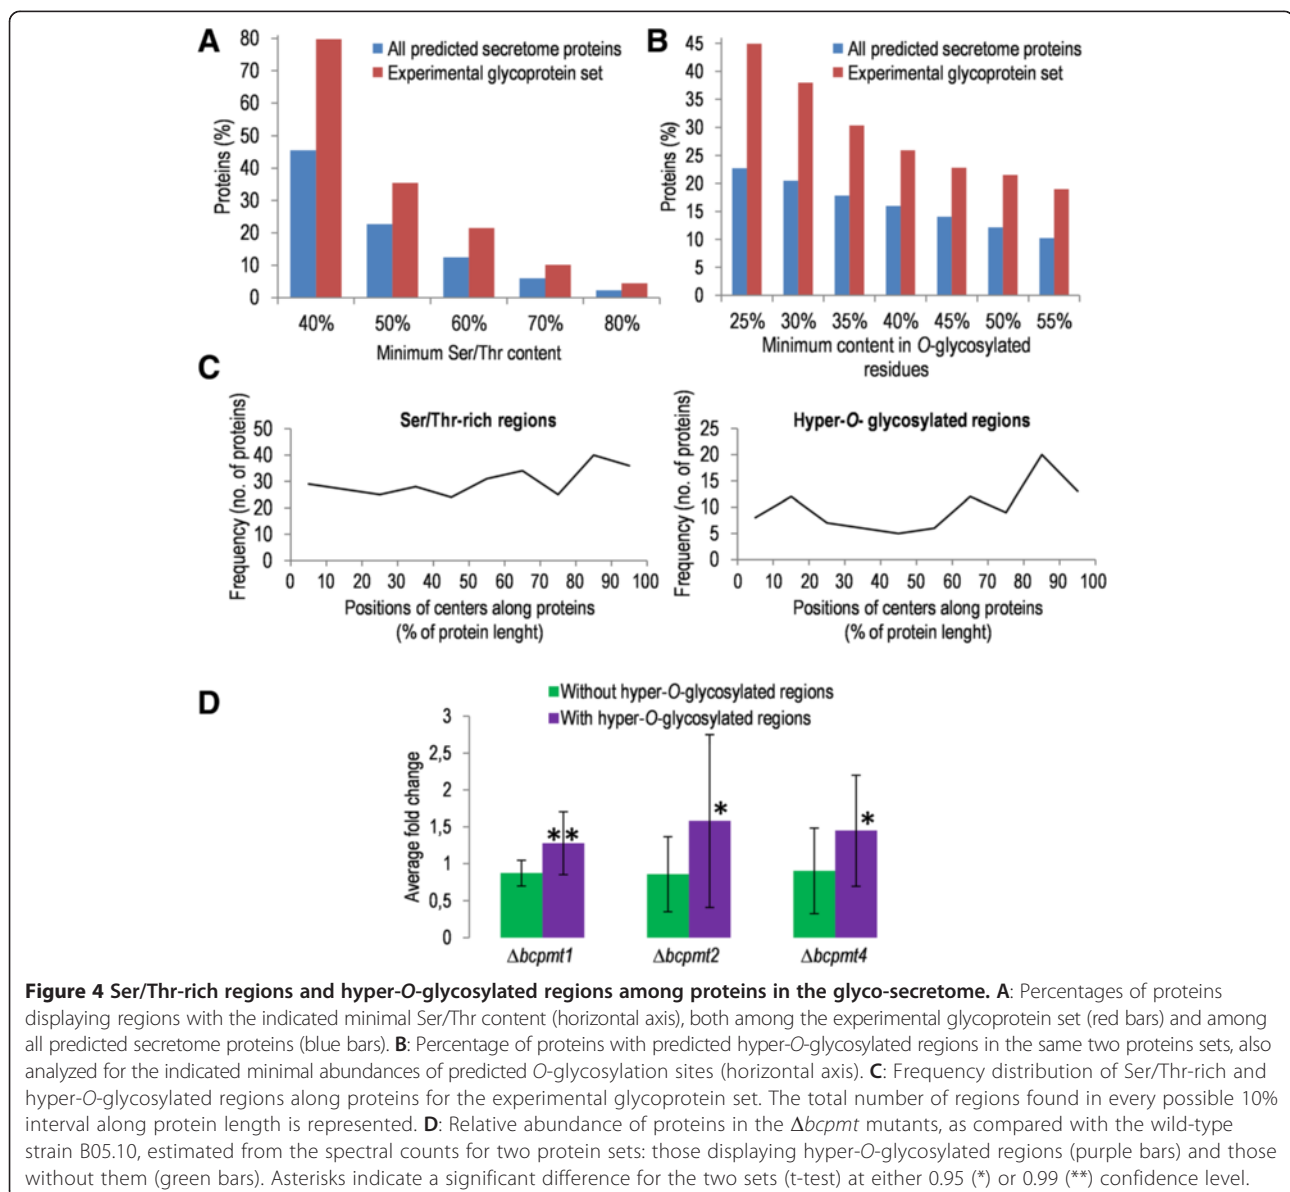 A
80
70
60
50
40
30
20
10
0
Proteins (%)
All predicted secretome proteins
Experimental glycoprotein set
40% 50% 60% 70% 80%
Minimum Ser/Thr content
B
45
40
35
30
25
20
15
10
5
0
Proteins (%)
All predicted secretome proteins
Experimental glycoprotein set
25% 30% 35% 40% 45% 50% 55%
Minimum content in O-glycosylated
residues
C
Ser/Thr-rich regions
Frequency (no. of proteins)
50
40
30
20
10
0
0 10 20 30 40 50 60 70 80 90 100
Positions of centers along proteins
(% of protein lenght)
Hyper-O- glycosylated regions
Frequency (no. of proteins)
25
20
15
10
5
0
0 10 20 30 40 50 60 70 80 90 100
Positions of centers along proteins
(% of protein lenght)
D
Without hyper-O-glycosylated regions
With hyper-O-glycosylated regions
Average fold change
3
2,5
2
1,5
1
0,5
0
**
*
*
Δbcpmt1 Δbcpmt2 Δbcpmt4
Figure 4 Ser/Thr-rich regions and hyper-O-glycosylated regions among proteins in the glyco-secretome. A: Percentages of proteins
displaying regions with the indicated minimal Ser/Thr content (horizontal axis), both among the experimental glycoprotein set (red bars) and among
all predicted secretome proteins (blue bars). B: Percentage of proteins with predicted hyper-O-glycosylated regions in the same two proteins sets, also
analyzed for the indicated minimal abundances of predicted O-glycosylation sites (horizontal axis). C: Frequency distribution of Ser/Thr-rich and
hyper-O-glycosylated regions along proteins for the experimental glycoprotein set. The total number of regions found in every possible 10%
interval along protein length is represented. D: Relative abundance of proteins in the Δbcpmt mutants, as compared with the wild-type
strain B05.10, estimated from the spectral counts for two protein sets: those displaying hyper-O-glycosylated regions (purple bars) and those
without them (green bars). Asterisks indicate a significant difference for the two sets (t-test) at either 0.95 (*) or 0.99 (**) confidence level.